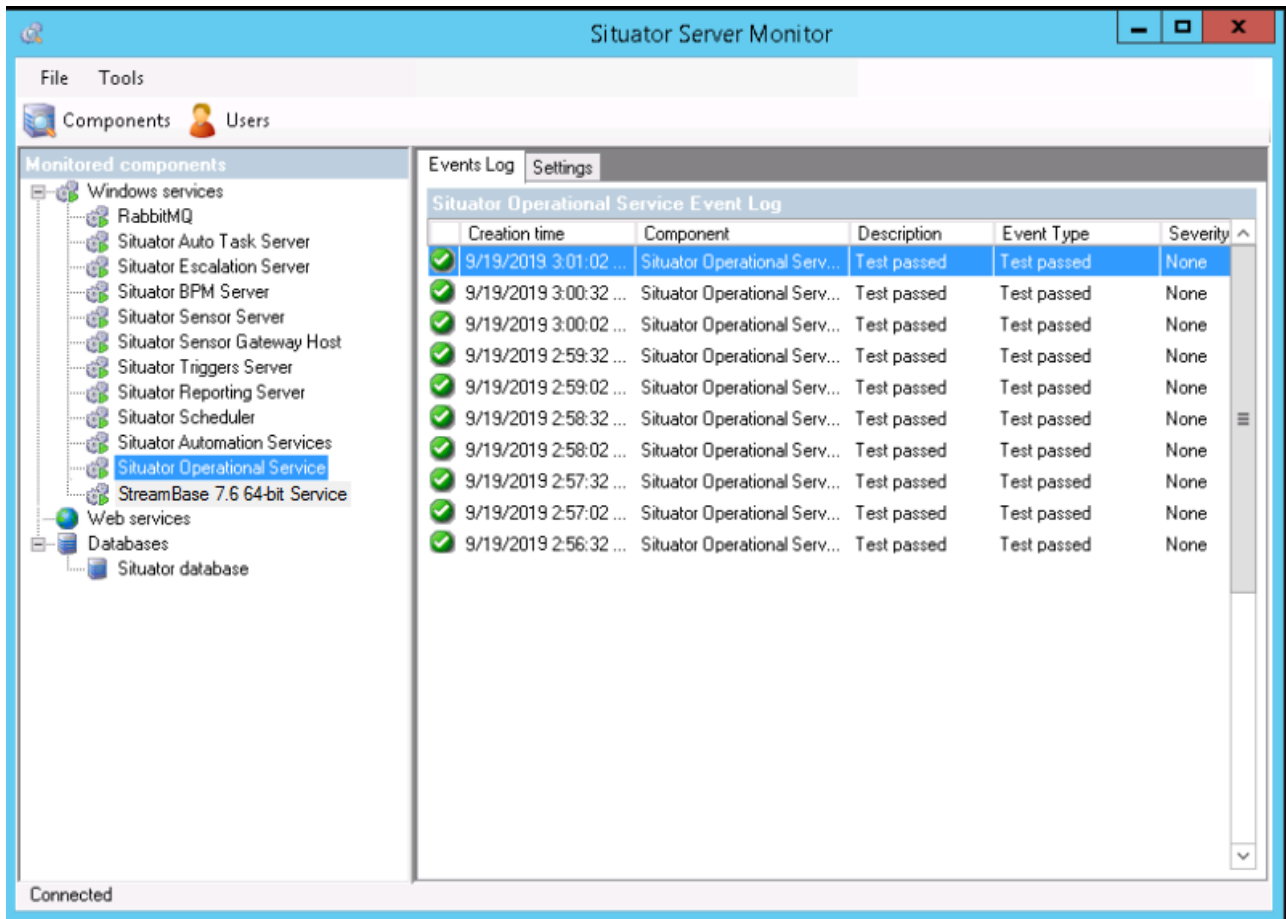 Situator Server Monitor
File Tools
Components Users
Monitored components
Windows services
RabbitMQ
Situator Auto Task Server
Situator Escalation Server
Situator BPM Server
Situator Sensor Server
Situator Sensor Gateway Host
Situator Triggers Server
Situator Reporting Server
Situator Scheduler
Situator Automation Services
Situator Operational Service
StreamBase 7.6 64-bit Service
Web services
Databases
Situator database
Events Log Settings
Situator Operational Service Event Log
Creation time Component Description Event Type Severity
9/19/2019 3:01:02 ... Situator Operational Serv... Test passed Test passed None
9/19/2019 3:00:32 ... Situator Operational Serv... Test passed Test passed None
9/19/2019 3:00:02 ... Situator Operational Serv... Test passed Test passed None
9/19/2019 2:59:32 ... Situator Operational Serv... Test passed Test passed None
9/19/2019 2:59:02 ... Situator Operational Serv... Test passed Test passed None
9/19/2019 2:58:32 ... Situator Operational Serv... Test passed Test passed None
9/19/2019 2:58:02 ... Situator Operational Serv... Test passed Test passed None
9/19/2019 2:57:32 ... Situator Operational Serv... Test passed Test passed None
9/19/2019 2:57:02 ... Situator Operational Serv... Test passed Test passed None
9/19/2019 2:56:32 ... Situator Operational Serv... Test passed Test passed None
Connected